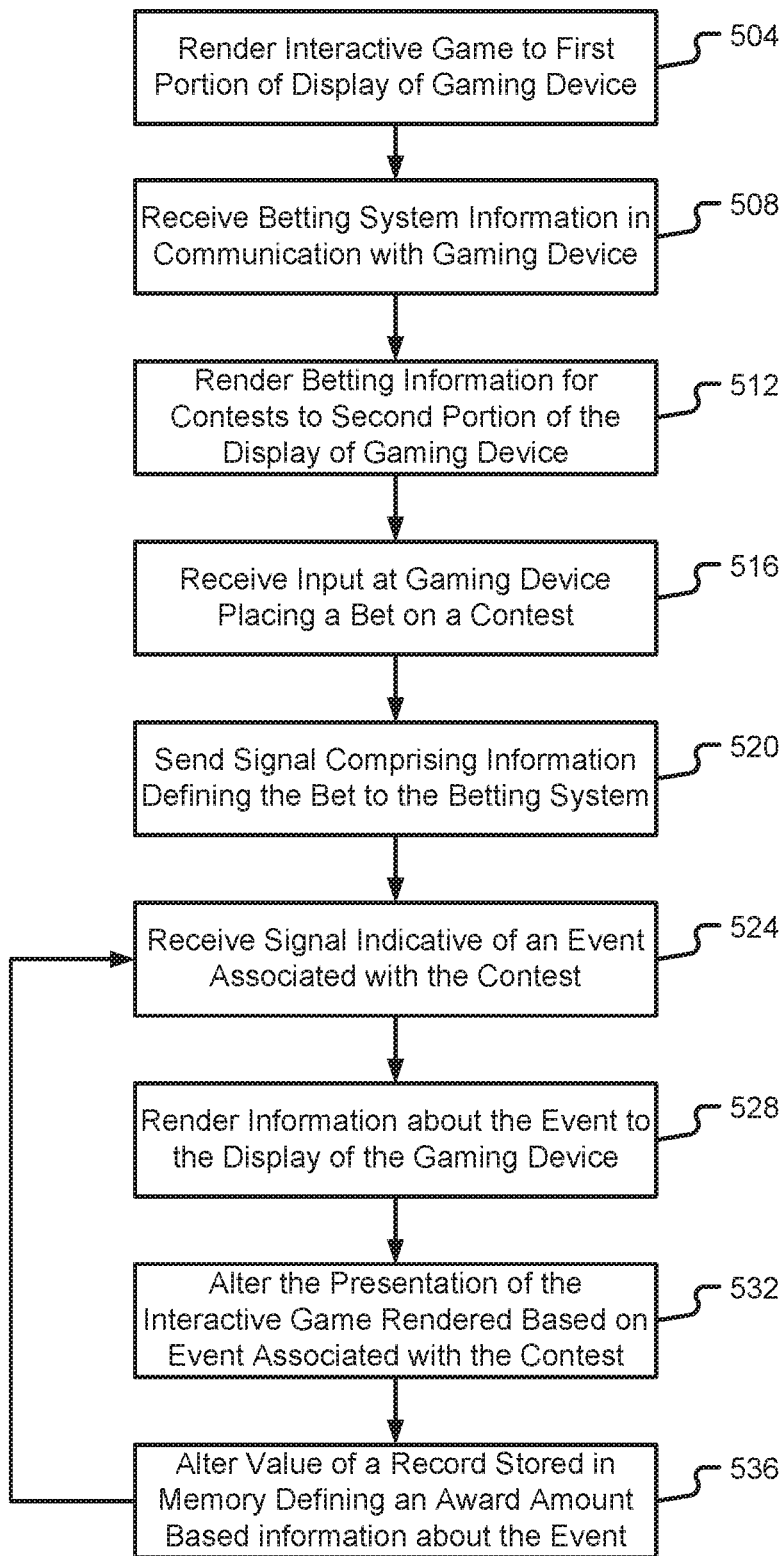 Render Interactive Game to First
Portion of Display of Gaming Device
504
Receive Betting System Information in
Communication with Gaming Device
508
Render Betting Information for
Contests to Second Portion of the
Display of Gaming Device
512
Receive Input at Gaming Device
Placing a Bet on a Contest
516
Send Signal Comprising Information
Defining the Bet to the Betting System
520
Receive Signal Indicative of an Event
Associated with the Contest
524
Render Information about the Event to
the Display of the Gaming Device
528
Alter the Presentation of the
Interactive Game Rendered Based on
Event Associated with the Contest
532
Alter Value of a Record Stored in
Memory Defining an Award Amount
Based information about the Event
536